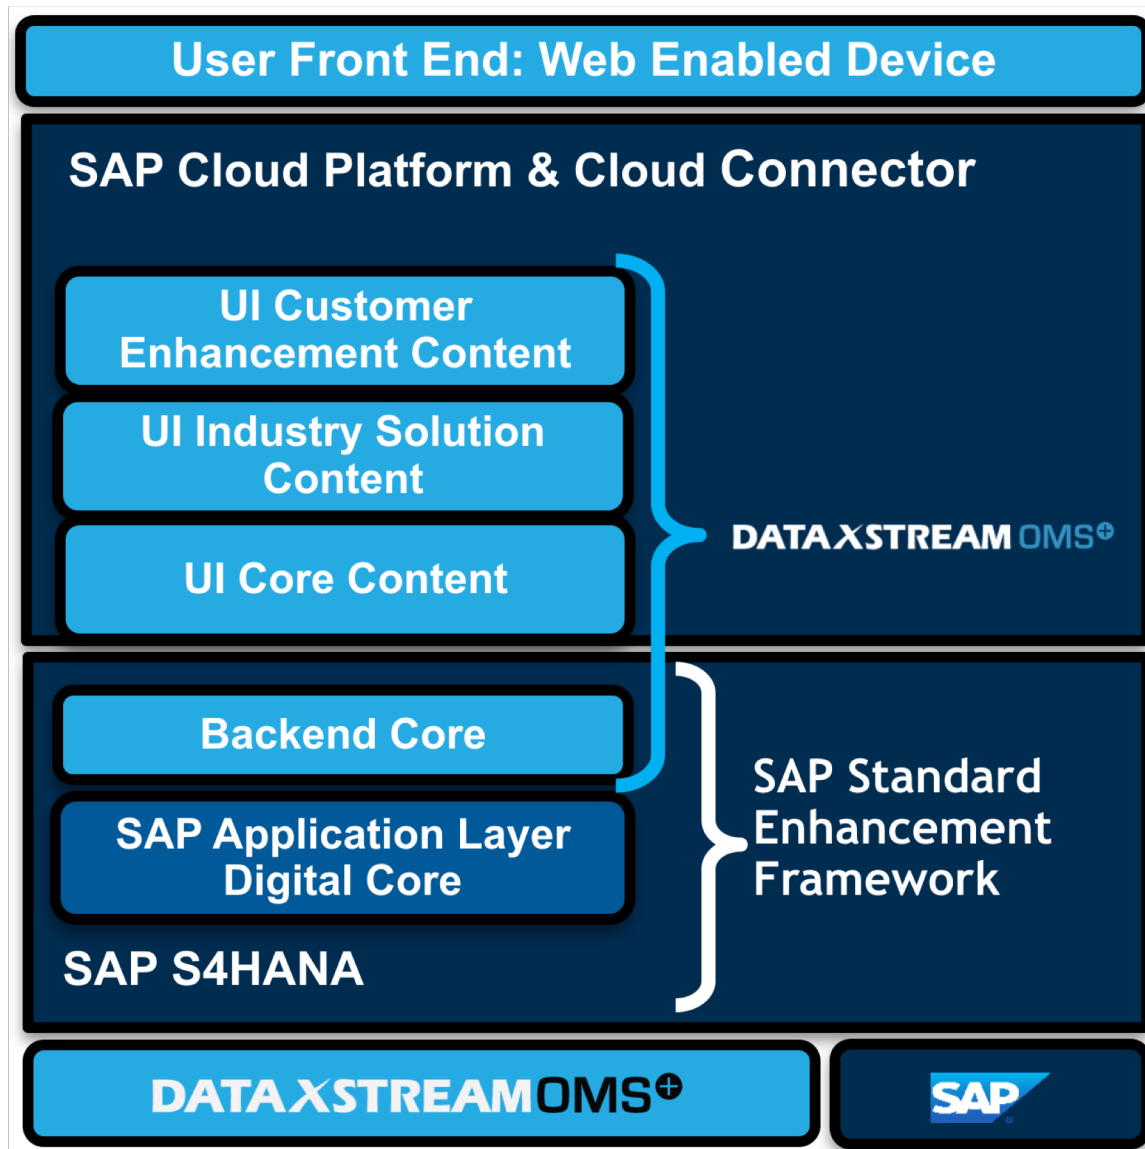 User Front End: Web Enabled Device
SAP Cloud Platform & Cloud Connector
UI Customer
Enhancement Content
UI Industry Solution
Content
UI Core Content
DATAXSTREAM OMS+
Backend Core
SAP Application Layer
Digital Core
SAP Standard
Enhancement
Framework
SAP S4HANA
DATAXSTREAM OMS+
SAP